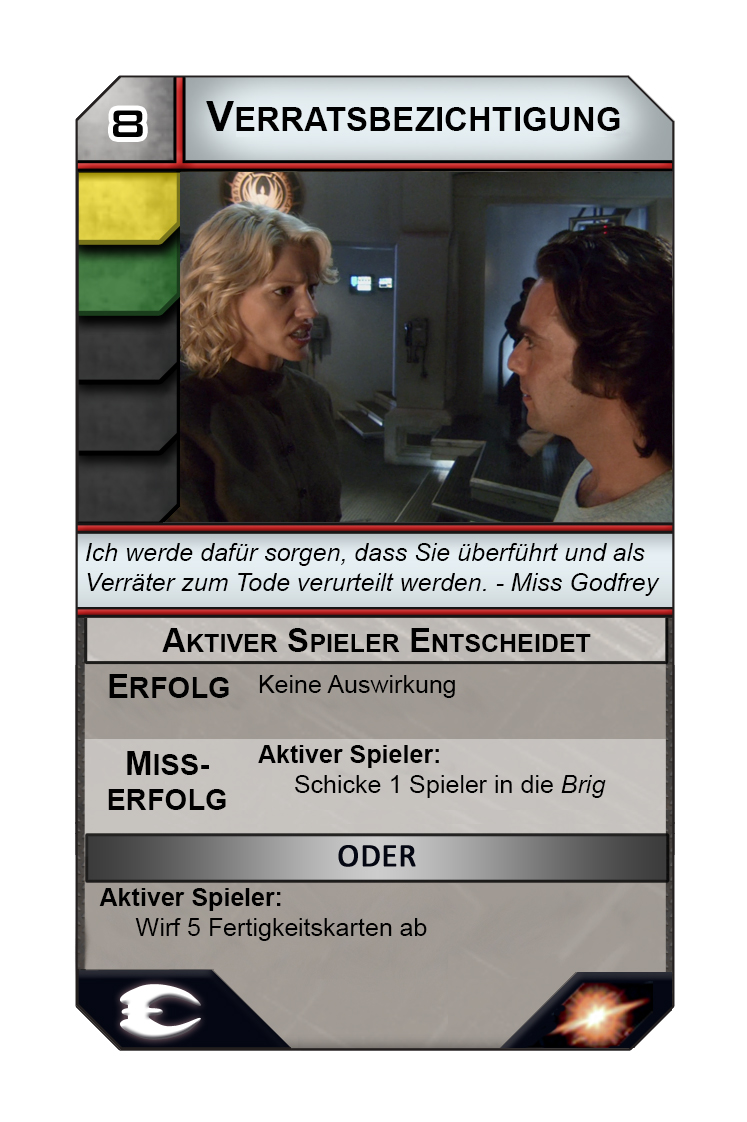 8
VERRATSBEZICHTIGUNG
Ich werde dafür sorgen, dass Sie überführt und als
Verräter zum Tode verurteilt werden. - Miss Godfrey
AKTIVER SPIELER ENTSCHEIDET
ERFOLG Keine Auswirkung
MISS-
ERFOLG
Aktiver Spieler:
Schicke 1 Spieler in die Brig
ODER
Aktiver Spieler:
Wirf 5 Fertigkeitskarten ab